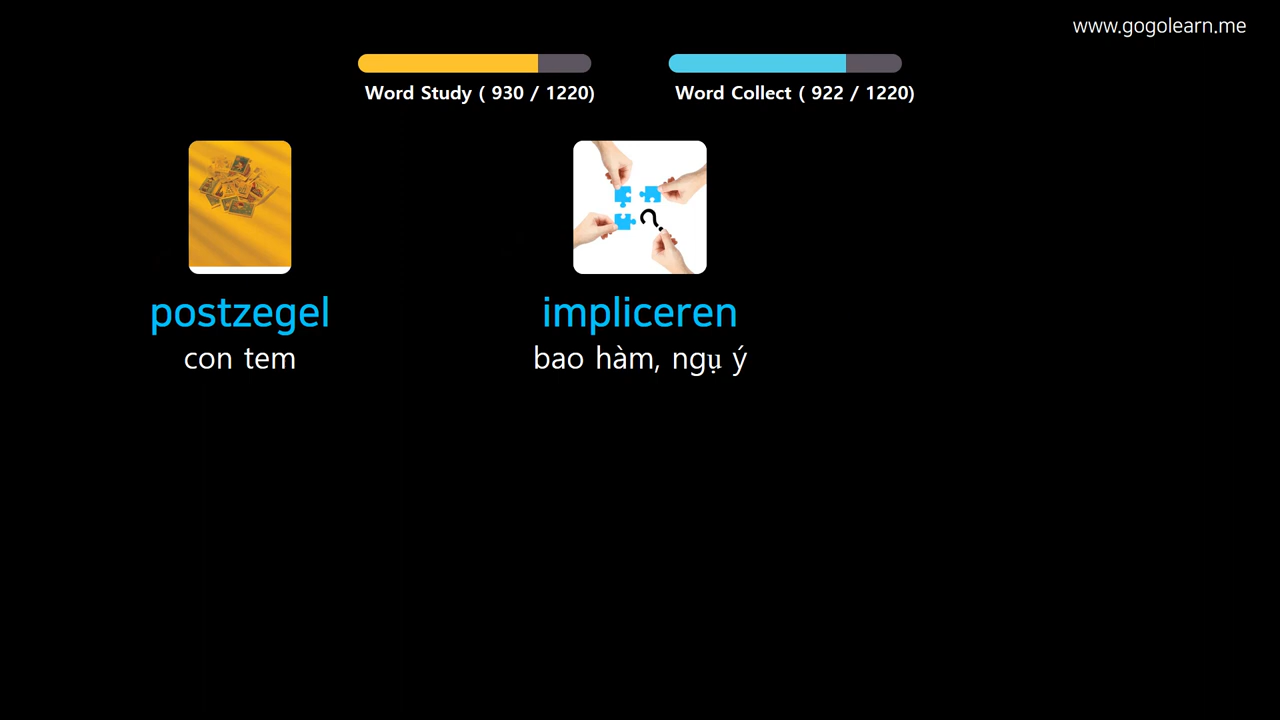 www.gogolearn.me
Word Study ( 930 / 1220)
Word Collect ( 922 / 1220)
postzegel
con tem
impliceren
bao hàm, ngụ ý